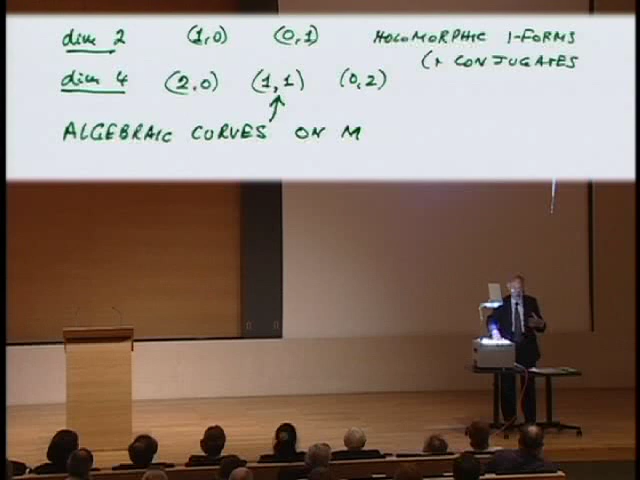 dim 2 (1,0) (0,1) HOLOMORPHIC 1-FORMS
(+ CONJUGATES
dim 4 (2,0) (1,1) (0,2)
ALGEBRAIC CURVES ON M